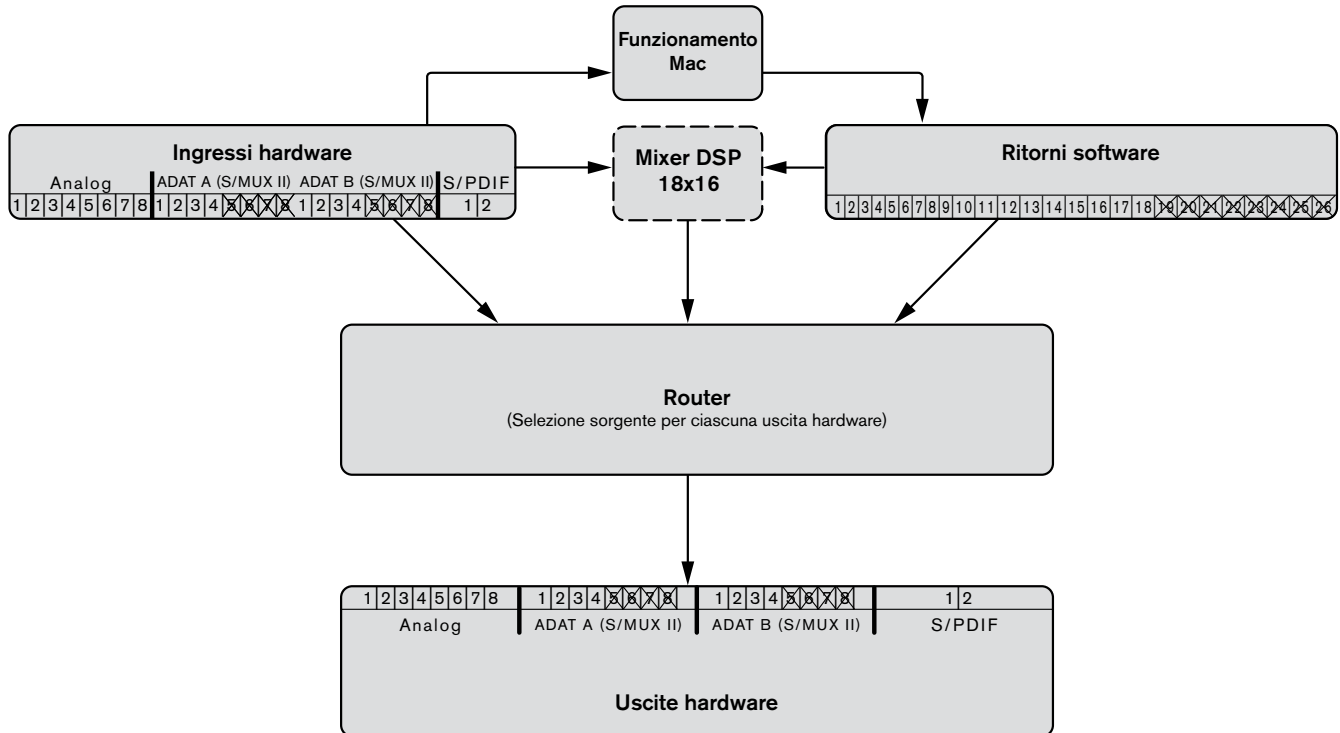 Funzionamento
Mac
Ingressi hardware
Analog ADAT A (S/MUX II) ADAT B (S/MUX II) S/PDIF
1 2 3 4 5 6 7 8 1 2 3 4 5 6 7 8 1 2 3 4 5 6 7 8 1 2
Mixer DSP
18x16
Ritorni software
1 2 3 4 5 6 7 8 9 10 11 12 13 14 15 16 17 18 19 20 21 22 23 24 25 26
Router
(Selezione sorgente per ciascuna uscita hardware)
1 2 3 4 5 6 7 8 1 2 3 4 5 6 7 8 1 2 3 4 5 6 7 8 1 2
Analog ADAT A (S/MUX II) ADAT B (S/MUX II) S/PDIF
Uscite hardware